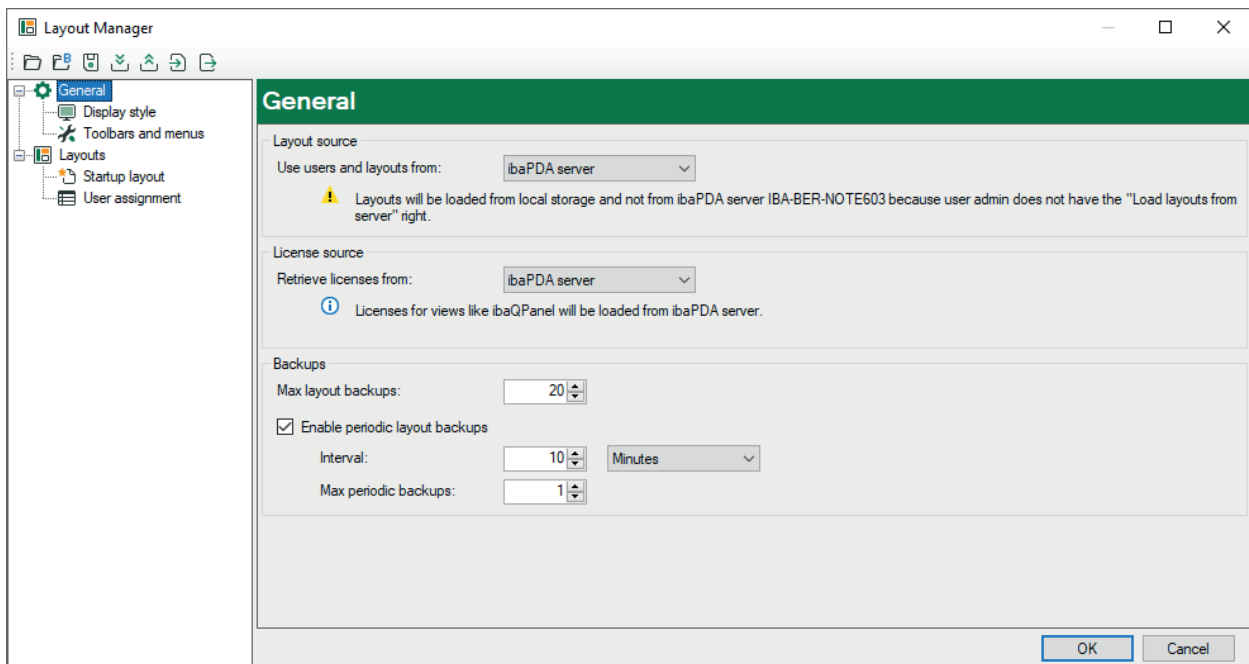 Layout Manager
General
Display style
Toolbars and menus
Layouts
Startup layout
User assignment
General
Layout source
Use users and layouts from: ibaPDA server
Layouts will be loaded from local storage and not from ibaPDA server IBA-BER-NOTE603 because user admin does not have the "Load layouts from
server" right.
License source
Retrieve licenses from: ibaPDA server
Licenses for views like ibaQPanel will be loaded from ibaPDA server.
Backups
Max layout backups: 20
Enable periodic layout backups
Interval: 10 Minutes
Max periodic backups: 1
OK Cancel